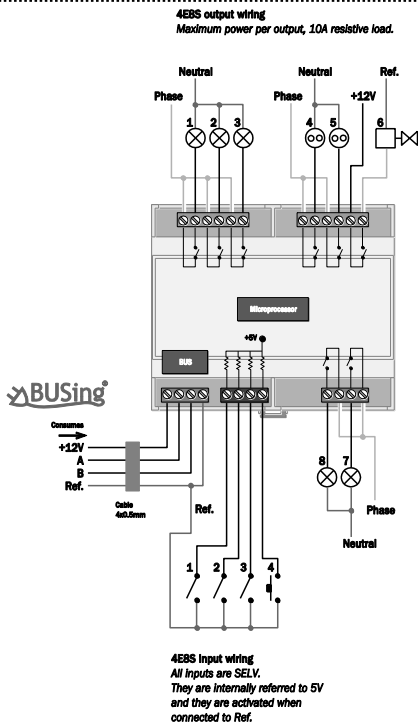 4E8S output wiring
Maximum power per output, 10A resistive load.
Neutral
Neutral
Ref.
Phase
Phase
+12V
1
2
3
4
5
6
Microprocessor
+5V
BUS
BUSing®
Consumes
+12V
A
B
Ref.
Cable
4x0.5mm
Ref.
8
7
Phase
Neutral
1
2
3
4
4E8S input wiring
All inputs are SELV.
They are internally referred to 5V
and they are activated when
connected to Ref.